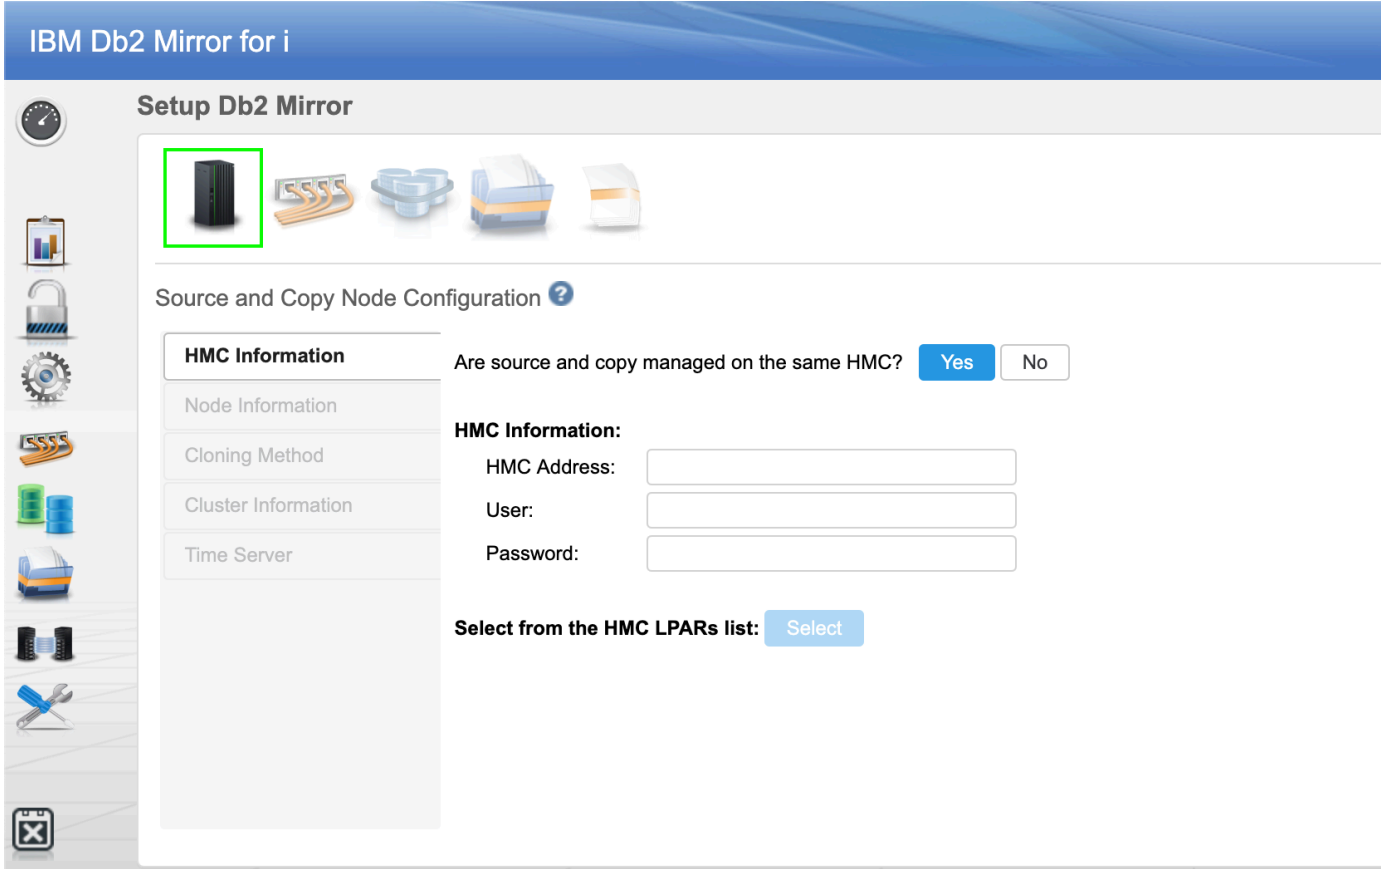 IBM Db2 Mirror for i
Setup Db2 Mirror
Source and Copy Node Configuration ?
HMC Information
Node Information
Cloning Method
Cluster Information
Time Server
Are source and copy managed on the same HMC? Yes No
HMC Information:
HMC Address:
User:
Password:
Select from the HMC LPARs list: Select